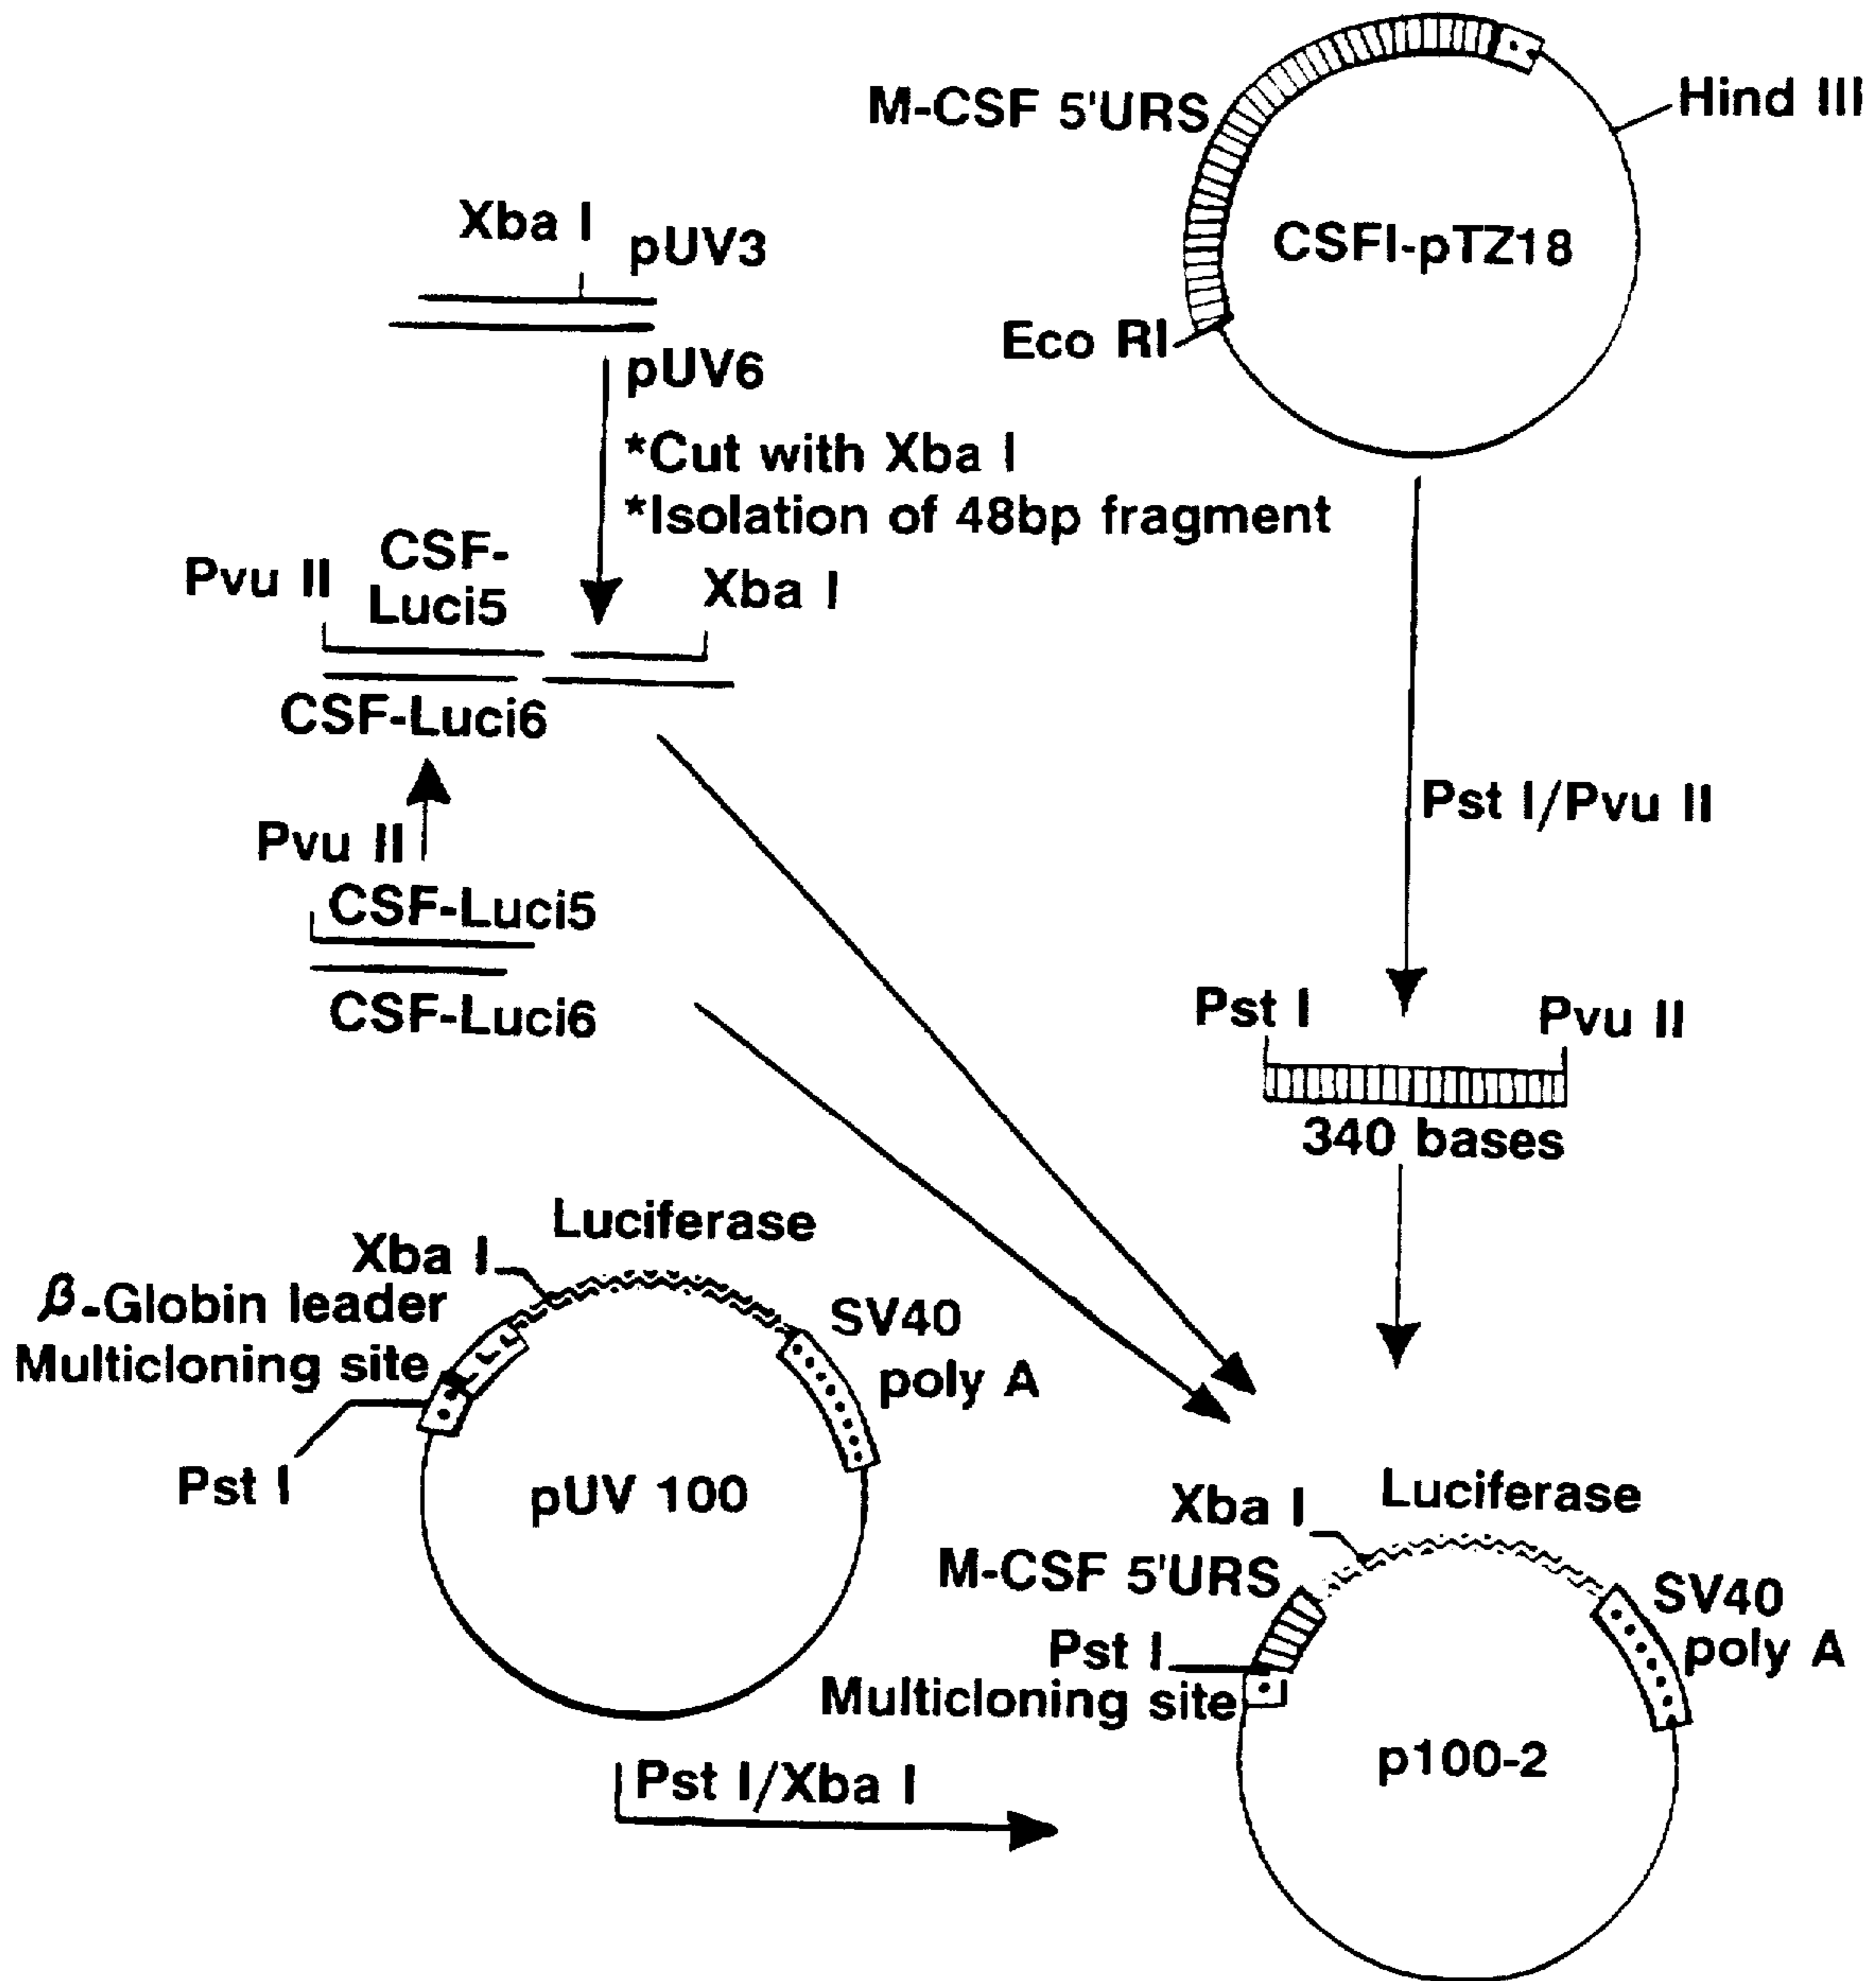 M-CSF 5'URS
Hind III
CSFI-pTZ18
Eco RI
Xba I
pUV3
pUV6
*Cut with Xba I
*Isolation of 48bp fragment
Pvu II
CSF-
Luci5
Xba I
CSF-Luci6
Pvu II
CSF-Luci5
CSF-Luci6
Pst I/Pvu II
Pst I
Pvu II
340 bases
Luciferase
Xba I
β-Globin leader
Multicloning site
SV40
poly A
Pst I
pUV 100
Pst I/Xba I
Xba I
Luciferase
M-CSF 5'URS
SV40
poly A
Pst I
Multicloning site
p100-2